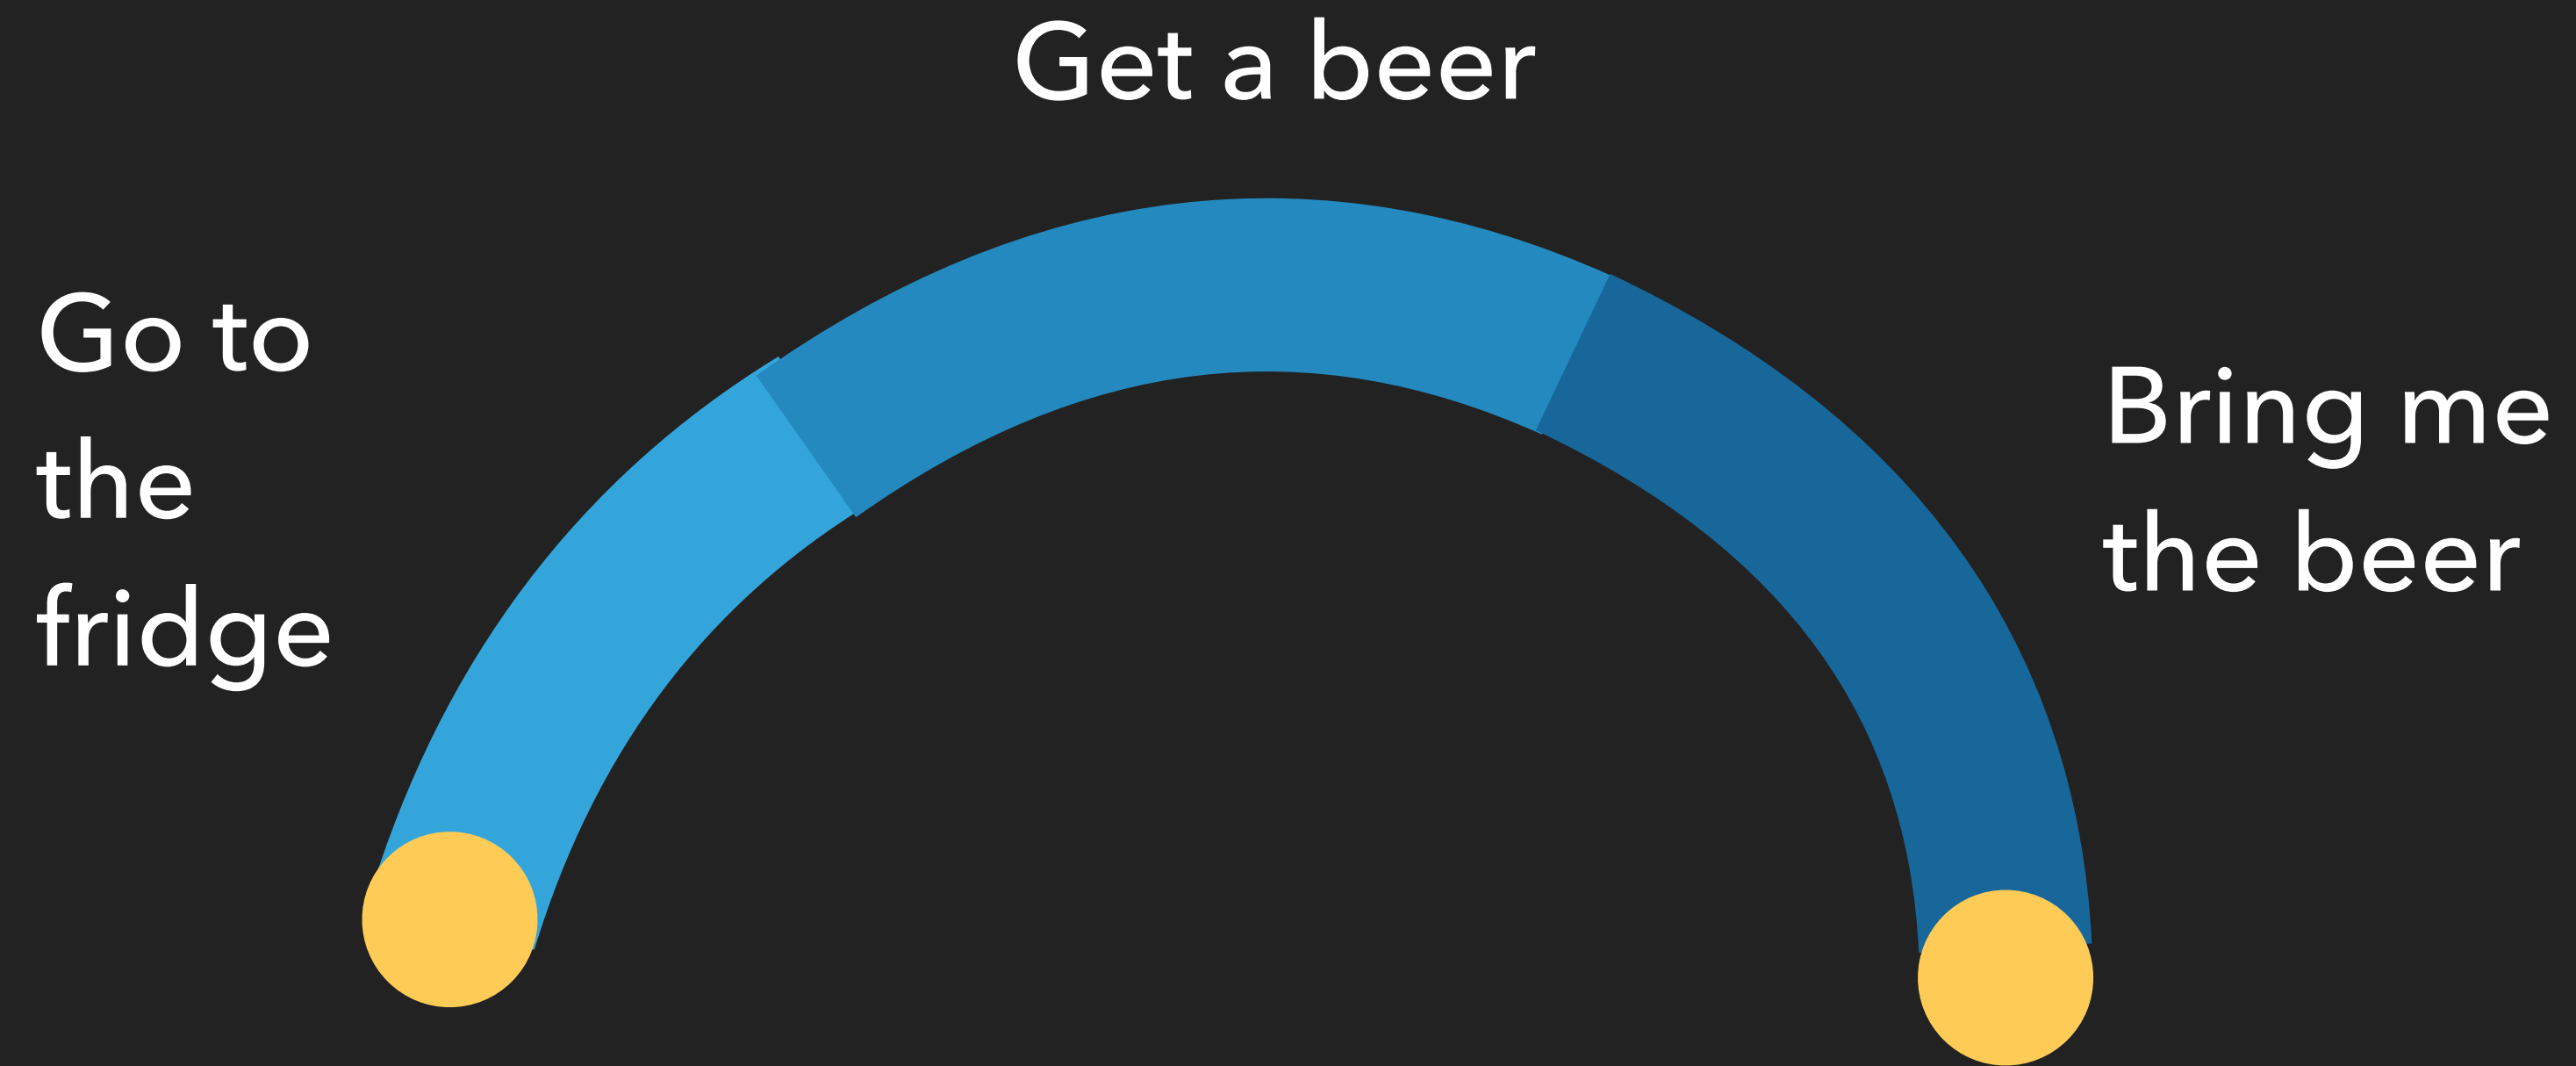 Get a beer
Go to
the
fridge
Bring me
the beer